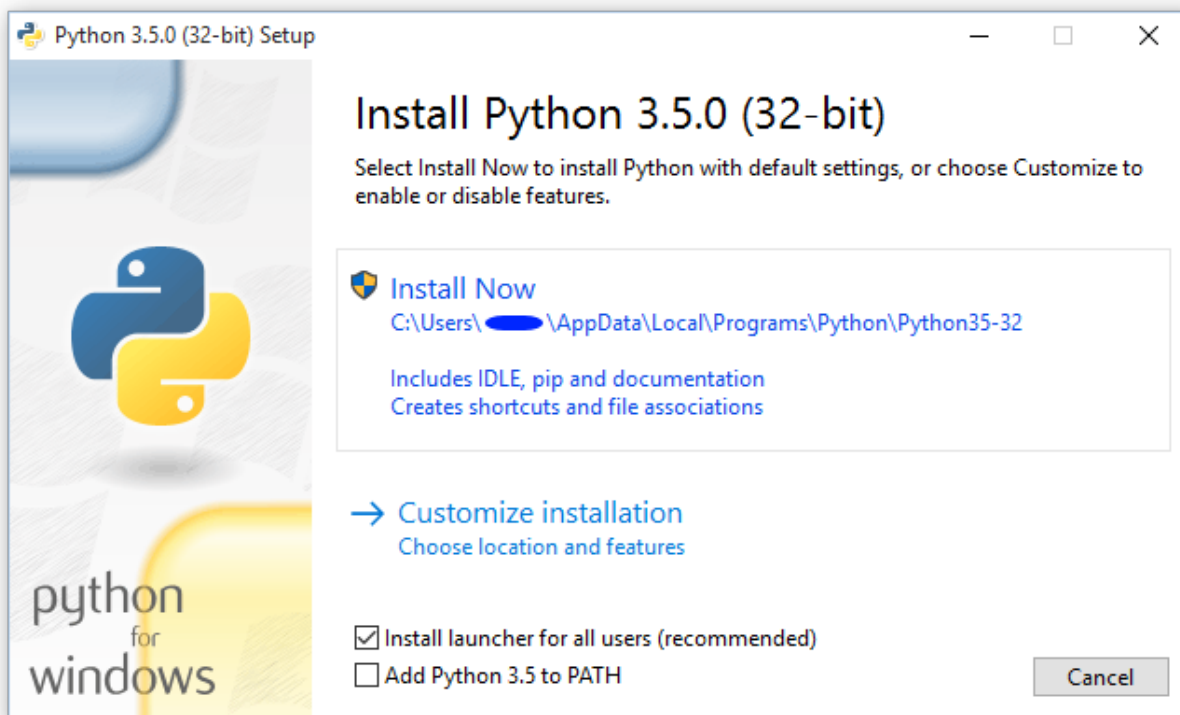 Python 3.5.0 (32-bit) Setup
Install Python 3.5.0 (32-bit)
Select Install Now to install Python with default settings, or choose Customize to
enable or disable features.
Install Now
C:\Users\ \AppData\Local\Programs\Python\Python35-32
Includes IDLE, pip and documentation
Creates shortcuts and file associations
Customize installation
Choose location and features
python
for
windows
Install launcher for all users (recommended)
Add Python 3.5 to PATH
Cancel